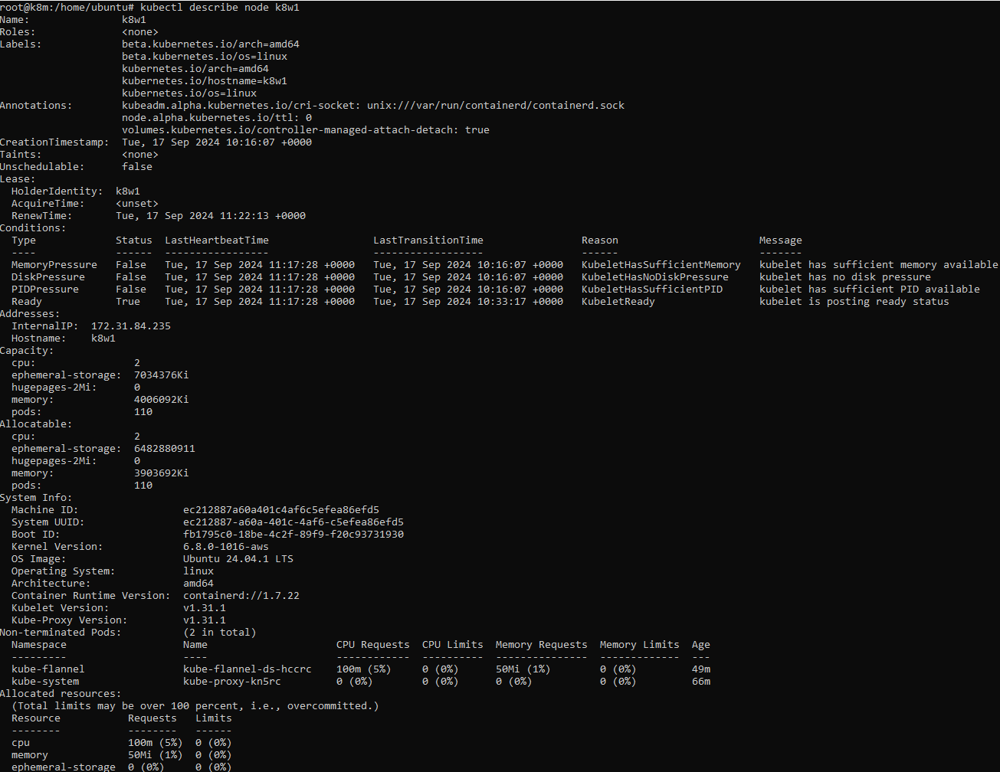 root@k8m:/home/ubuntu# kubectl describe node k8w1
Name:               k8w1
Roles:              <none>
Labels:             beta.kubernetes.io/arch=amd64
                    beta.kubernetes.io/os=linux
                    kubernetes.io/arch=amd64
                    kubernetes.io/hostname=k8w1
                    kubernetes.io/os=linux
Annotations:        kubeadm.alpha.kubernetes.io/cri-socket: unix:///var/run/containerd/containerd.sock
                    node.alpha.kubernetes.io/ttl: 0
                    volumes.kubernetes.io/controller-managed-attach-detach: true
CreationTimestamp:  Tue, 17 Sep 2024 10:16:07 +0000
Taints:             <none>
Unschedulable:      false
Lease:
  HolderIdentity:  k8w1
  AcquireTime:     <unset>
  RenewTime:       Tue, 17 Sep 2024 11:22:13 +0000
Conditions:
  Type             Status  LastHeartbeatTime                 LastTransitionTime                Reason                       Message
  ----             ------  -----------------                 ------------------                ------                       -------
  MemoryPressure   False   Tue, 17 Sep 2024 11:17:28 +0000   Tue, 17 Sep 2024 10:16:07 +0000   KubeletHasSufficientMemory   kubelet has sufficient memory available
  DiskPressure     False   Tue, 17 Sep 2024 11:17:28 +0000   Tue, 17 Sep 2024 10:16:07 +0000   KubeletHasNoDiskPressure     kubelet has no disk pressure
  PIDPressure      False   Tue, 17 Sep 2024 11:17:28 +0000   Tue, 17 Sep 2024 10:16:07 +0000   KubeletHasSufficientPID      kubelet has sufficient PID available
  Ready            True    Tue, 17 Sep 2024 11:17:28 +0000   Tue, 17 Sep 2024 10:33:17 +0000   KubeletReady                 kubelet is posting ready status
Addresses:
  InternalIP:  172.31.84.235
  Hostname:    k8w1
Capacity:
  cpu:                2
  ephemeral-storage:  7034376Ki
  hugepages-2Mi:      0
  memory:             4006092Ki
  pods:               110
Allocatable:
  cpu:                2
  ephemeral-storage:  6482880911
  hugepages-2Mi:      0
  memory:             3903692Ki
  pods:               110
System Info:
  Machine ID:                 ec212887a60a401c4af6c5efea86efd5
  System UUID:                ec212887-a60a-401c-4af6-c5efea86efd5
  Boot ID:                    fb1795c0-18be-4c2f-89f9-f20c93731930
  Kernel Version:             6.8.0-1016-aws
  OS Image:                   Ubuntu 24.04.1 LTS
  Operating System:           linux
  Architecture:               amd64
  Container Runtime Version:  containerd://1.7.22
  Kubelet Version:            v1.31.1
  Kube-Proxy Version:         v1.31.1
Non-terminated Pods:          (2 in total)
  Namespace                   Name                     CPU Requests  CPU Limits  Memory Requests  Memory Limits  Age
  ---------                   ----                     ------------  ----------  ---------------  -------------  ---
  kube-flannel                kube-flannel-ds-hccrc    100m (5%)     0 (0%)      50Mi (1%)        0 (0%)         49m
  kube-system                 kube-proxy-kn5rc         0 (0%)        0 (0%)      0 (0%)           0 (0%)         66m
Allocated resources:
  (Total limits may be over 100 percent, i.e., overcommitted.)
  Resource           Requests   Limits
  --------           --------   ------
  cpu                100m (5%)  0 (0%)
  memory             50Mi (1%)  0 (0%)
  ephemeral-storage  0 (0%)     0 (0%)